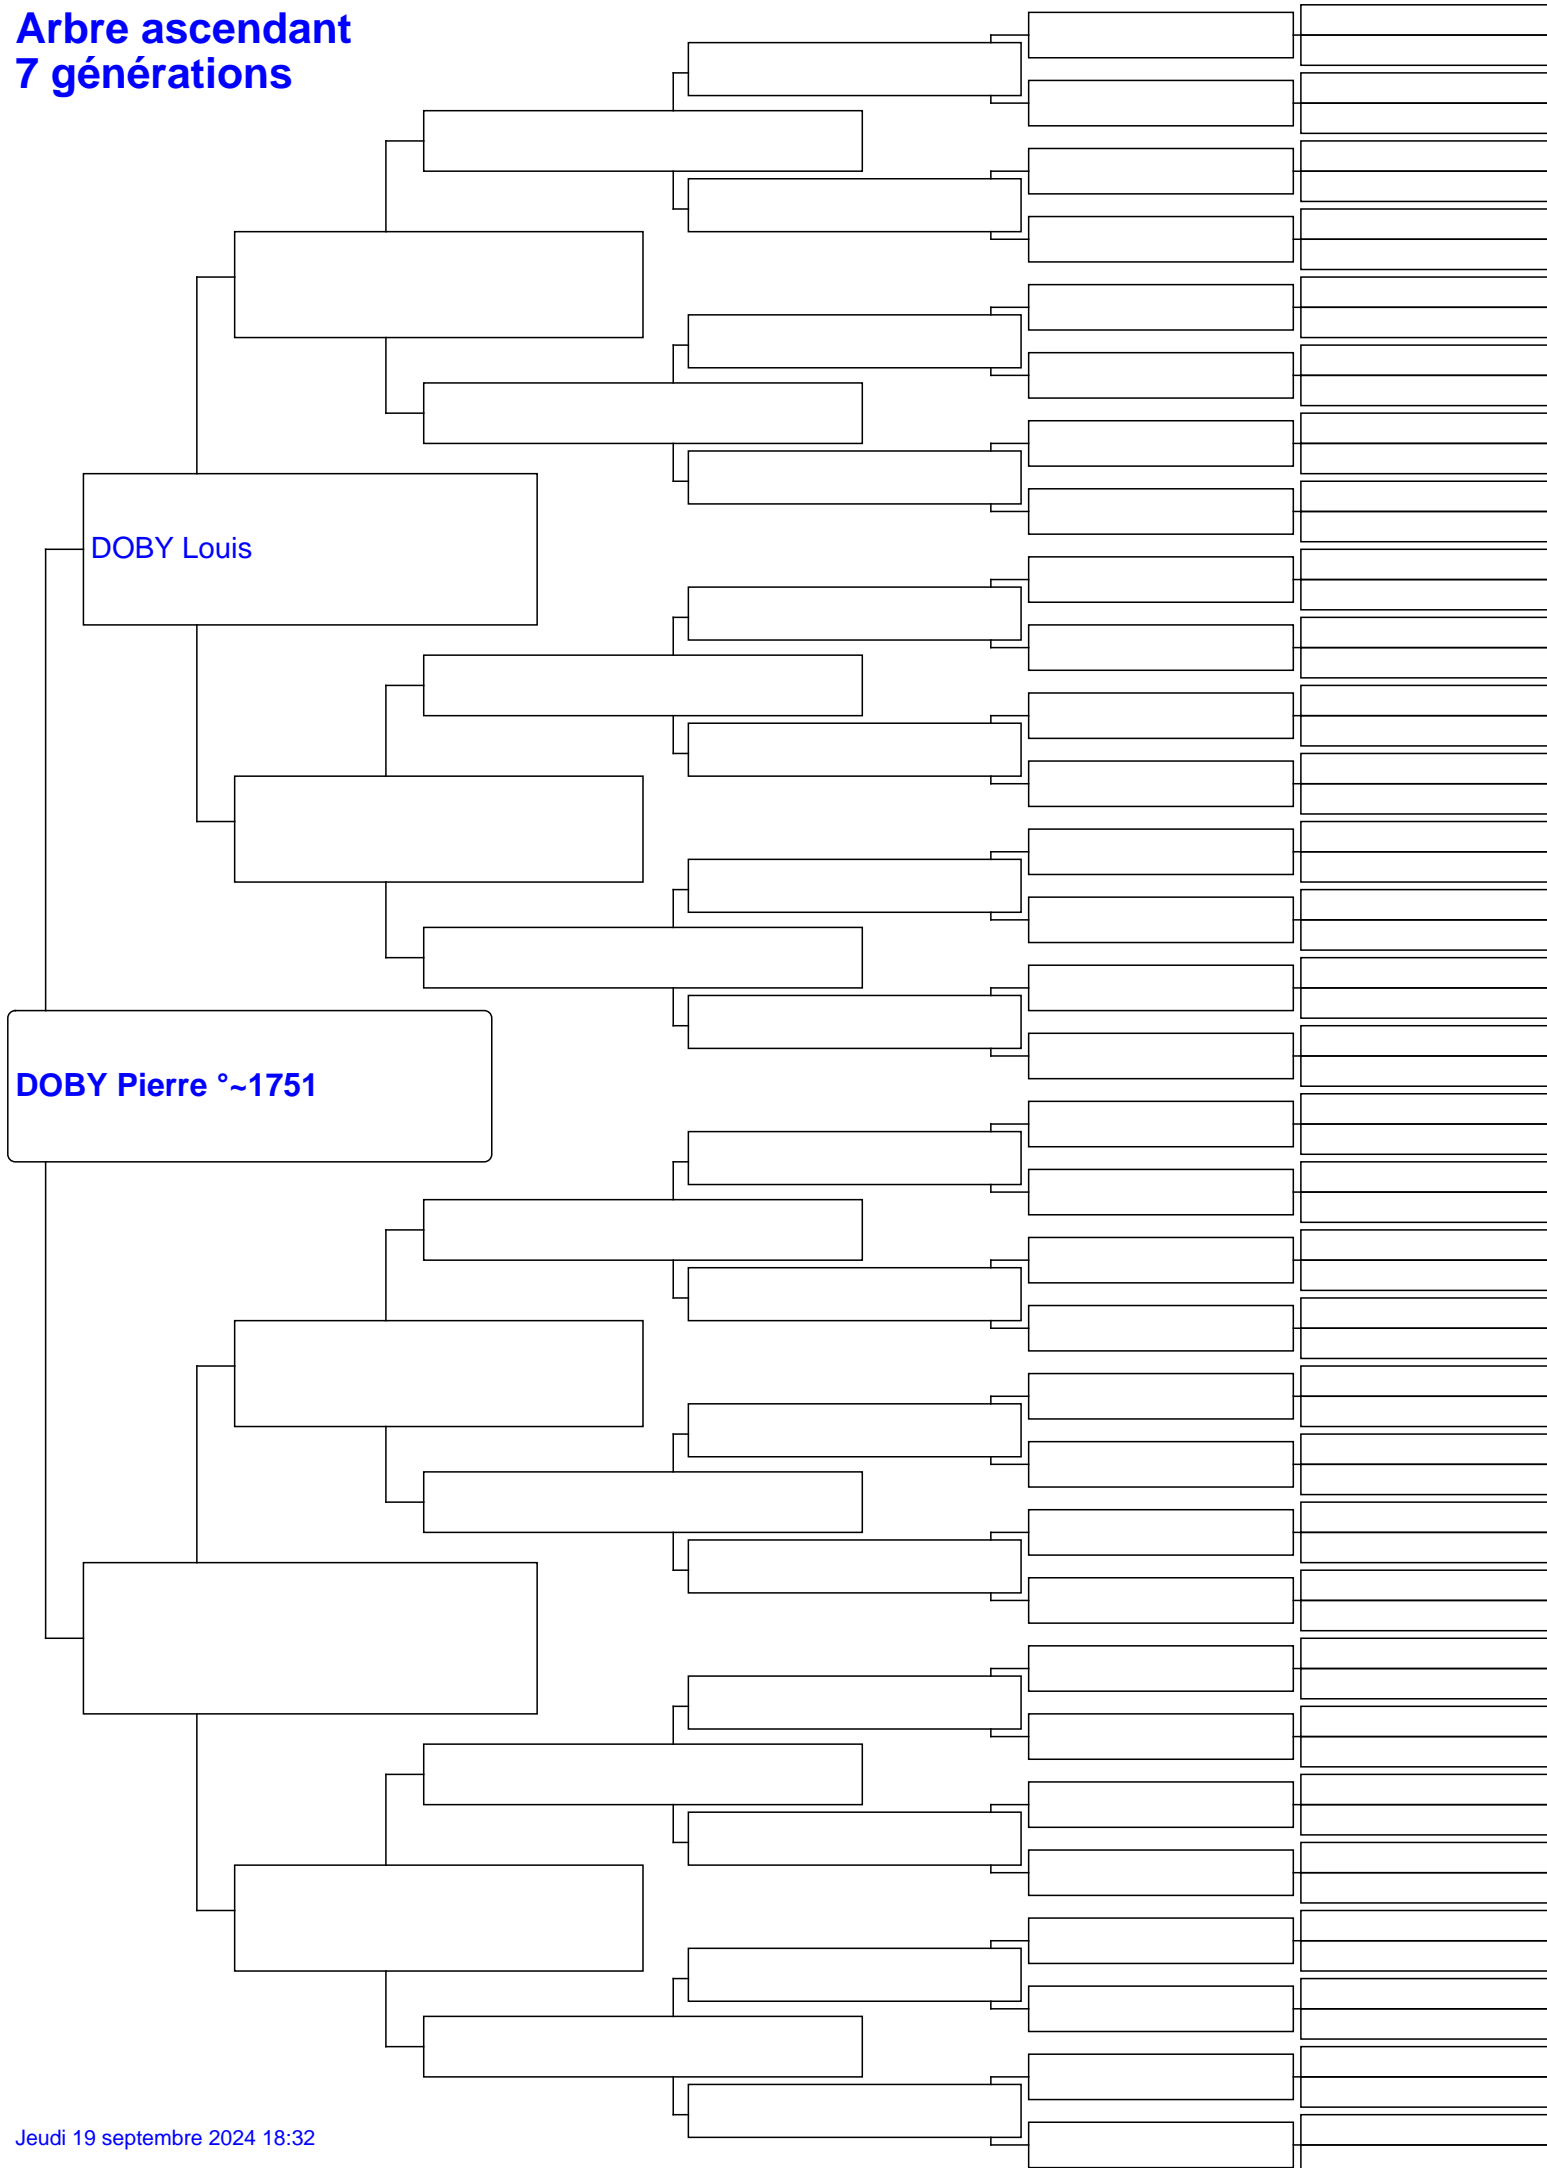 Arbre ascendant
7 générations
DOBY Louis
DOBY Pierre °~1751
Jeudi 19 septembre 2024 18:32